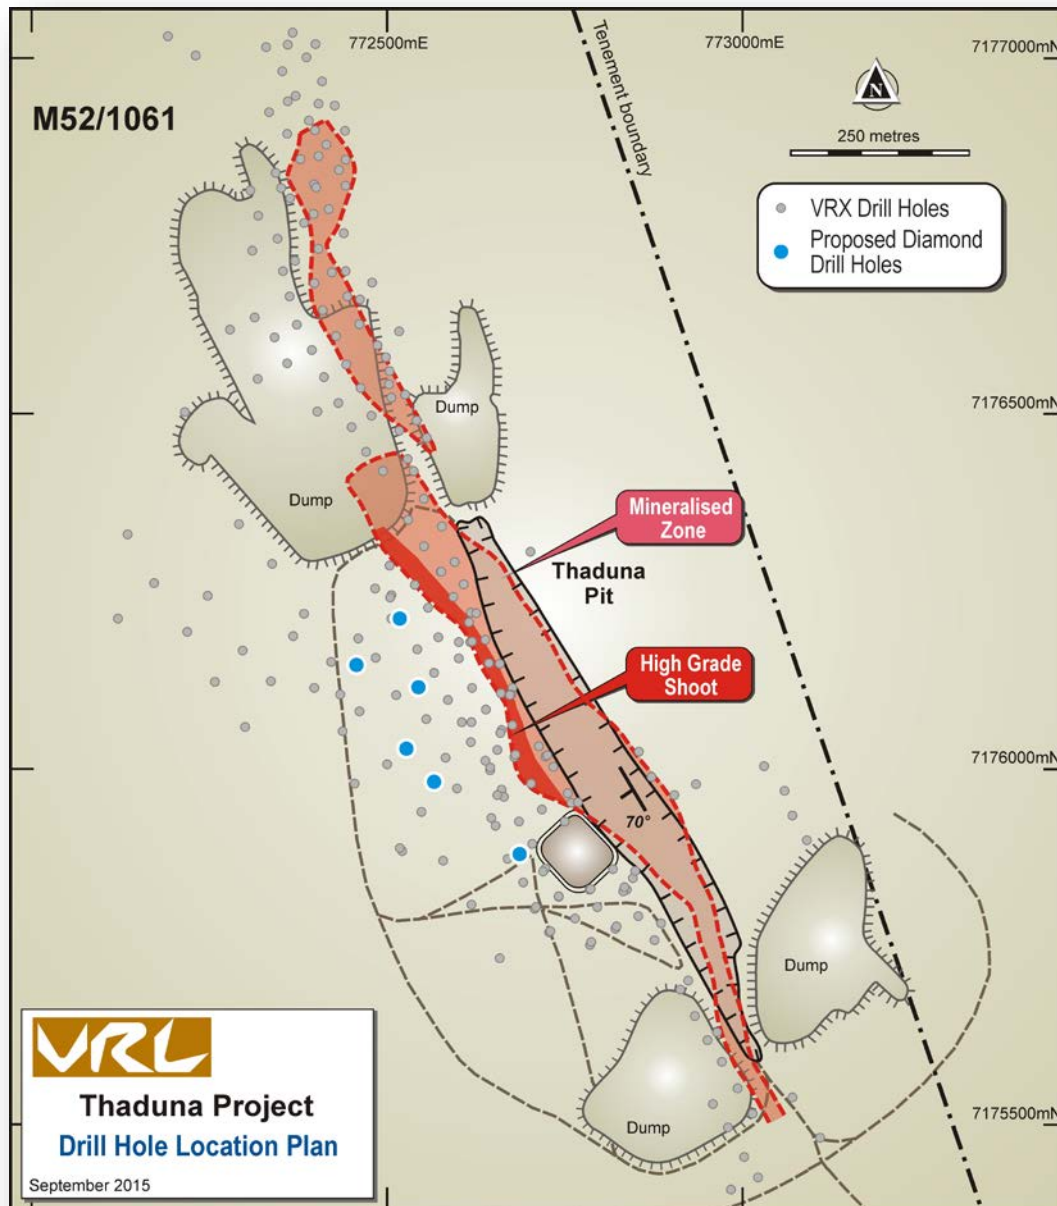 772500mE
773000mE
7177000mN
M52/1061
Tenement boundary
N
250 metres
VRX Drill Holes
Proposed Diamond
Drill Holes
Dump
7176500mN
Dump
Mineralised
Zone
Thaduna
Pit
High Grade
Shoot
7176000mN
70°
Dump
Dump
7175500mN
VRL
Thaduna Project
Drill Hole Location Plan
September 2015